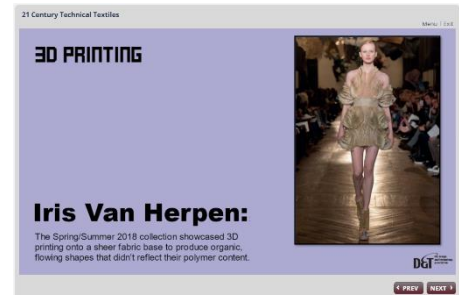 21 Century Technical Textiles
Menu | Exit
3D PRINTING
Iris Van Herpen:
The Spring/Summer 2018 collection showcased 3D
printing onto a sheer fabric base to produce organic,
flowing shapes that didn't reflect their polymer content.
D&T
PREV NEXT